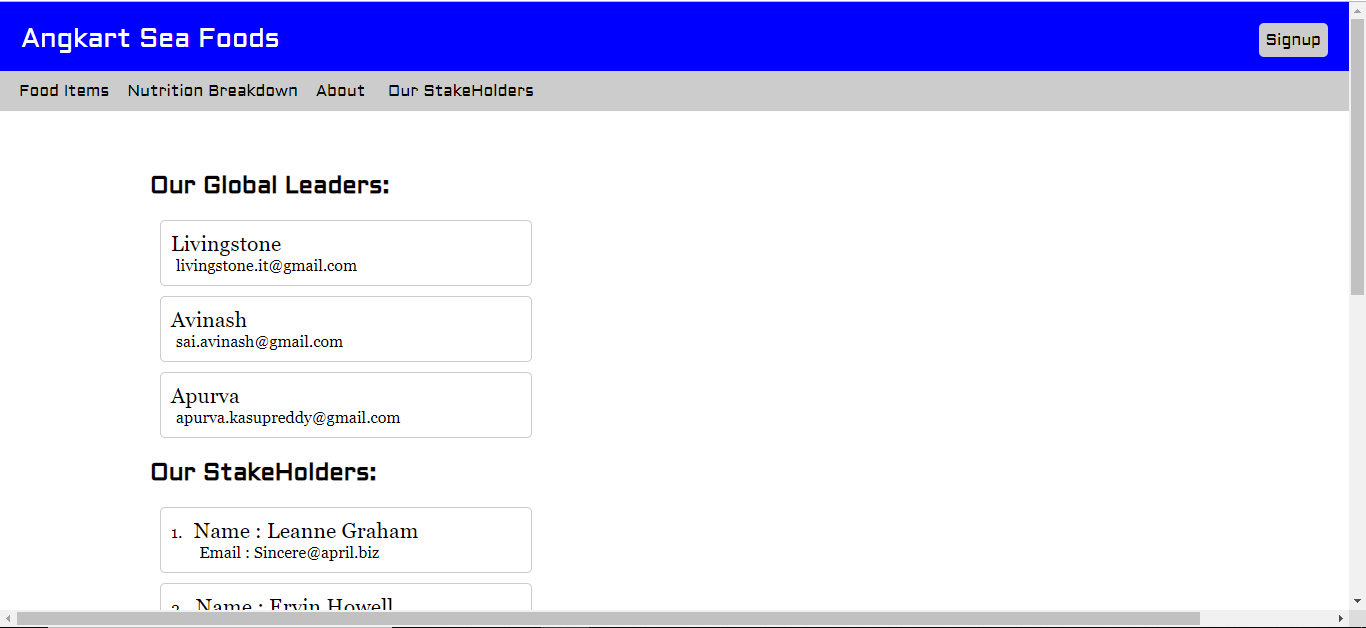 Angkart Sea Foods
Signup
Food Items Nutrition Breakdown About Our StakeHolders
Our Global Leaders:
Livingstone
livingstone.it@gmail.com
Avinash
sai.avinash@gmail.com
Apurva
apurva.kasupreddy@gmail.com
Our StakeHolders:
1. Name : Leanne Graham
Email : Sincere@april.biz
2. Name : Ervin Howell